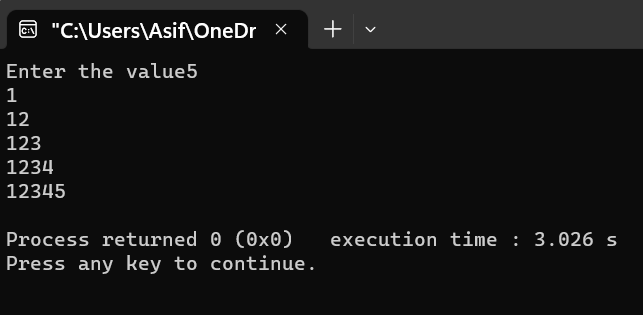 "C:\Users\Asif\OneDr
Enter the value5
1
12
123
1234
12345
Process returned 0 (0x0)   execution time : 3.026 s
Press any key to continue.